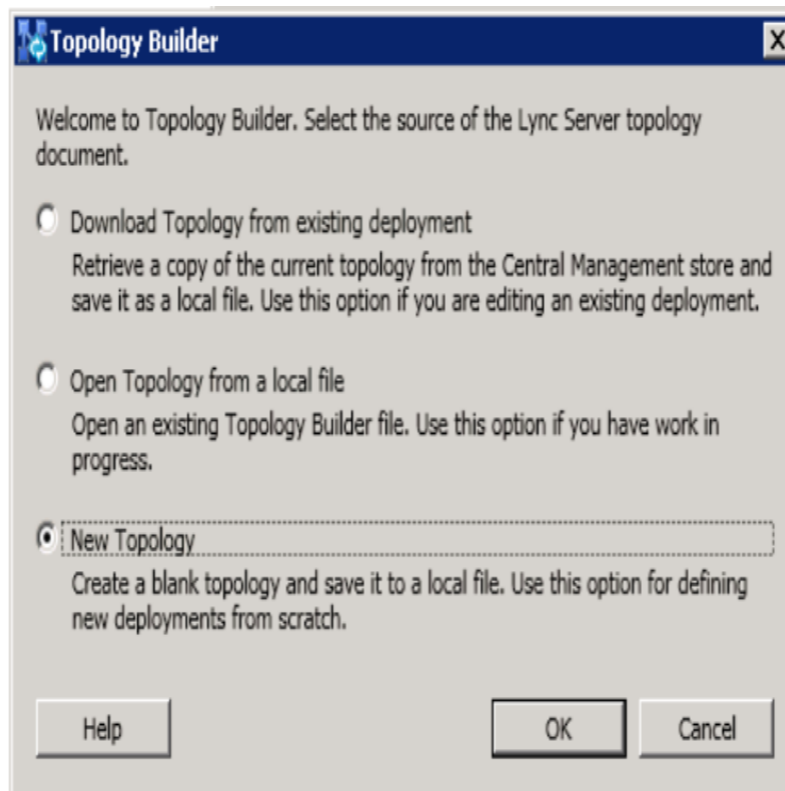 Topology Builder
Welcome to Topology Builder. Select the source of the Lync Server topology
document.
Download Topology from existing deployment
Retrieve a copy of the current topology from the Central Management store and
save it as a local file. Use this option if you are editing an existing deployment.
Open Topology from a local file
Open an existing Topology Builder file. Use this option if you have work in
progress.
New Topology
Create a blank topology and save it to a local file. Use this option for defining
new deployments from scratch.
Help OK Cancel